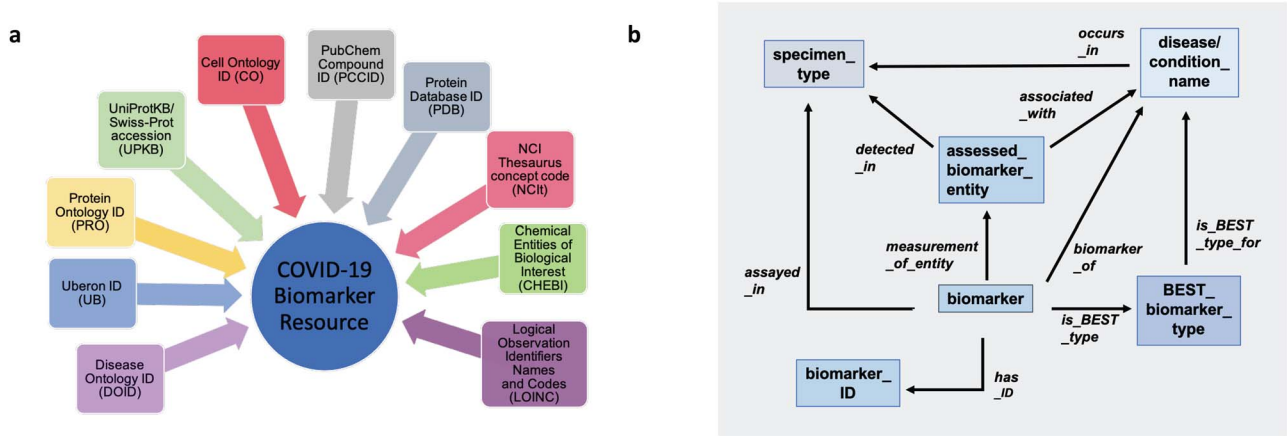 a
Cell Ontology
ID (CO)
PubChem
Compound
ID (PCCID)
Protein
Database ID
(PDB)
UniProtKB/
Swiss-Prot
accession
(UPKB)
NCI
Thesaurus
concept code
(NCIt)
Protein
Ontology ID
(PRO)
Chemical
Entities of
Biological
Interest
(CHEBI)
Uberon ID
(UB)
COVID-19
Biomarker
Resource
Disease
Ontology ID
(DOID)
Logical
Observation
Identifiers
Names
and Codes
(LOINC)
b
specimen_
type
occurs
_in
disease/
condition_
name
associated
_with
detected
_in
assessed_
biomarker_
entity
measurement
_of_entity
biomarker
_of
is_BEST
_type_for
assayed
_in
biomarker
is_BEST
_type
BEST_
biomarker_
type
biomarker_
ID
has
_ID